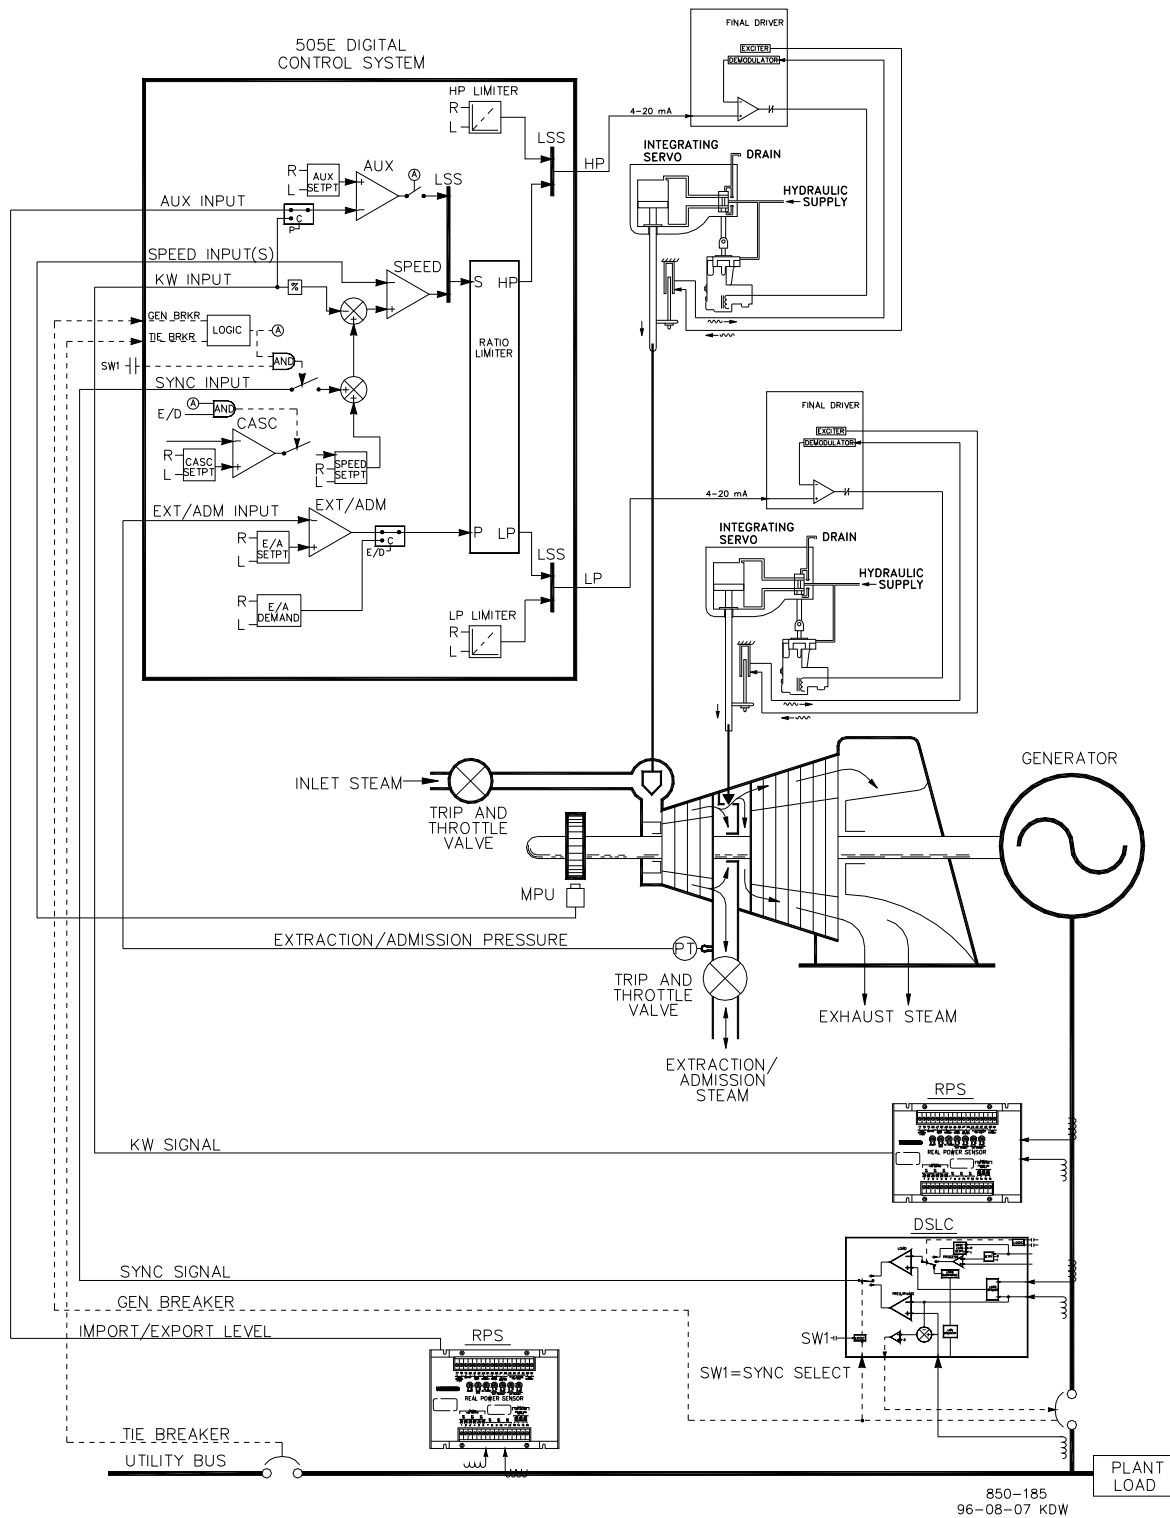 FINAL DRIVER
EXCITER
DEMODULATOR
505E DIGITAL
CONTROL SYSTEM
HP LIMITER
R
L
4-20 mA
LSS
HP
INTEGRATING
SERVO
DRAIN
HYDRAULIC
SUPPLY
AUX
A
LSS
R
L
AUX
SETPT
AUX INPUT
C
P
SPEED INPUT(S)
SPEED
KW INPUT
%
S HP
GEN BRKR
TIE BRKR
LOGIC
A
RATIO
LIMITER
SW1
AND
SYNC INPUT
A
E/D
AND
CASC
R
L
CASC
SETPT
R
L
SPEED
SETPT
FINAL DRIVER
EXCITER
DEMODULATOR
4-20 mA
EXT/ADM INPUT
EXT/ADM
R
L
E/A
SETPT
C
E/D
P LP
LSS
LP
INTEGRATING
SERVO
DRAIN
HYDRAULIC
SUPPLY
R
L
E/A
DEMAND
LP LIMITER
R
L
INLET STEAM
TRIP AND
THROTTLE
VALVE
GENERATOR
MPU
EXTRACTION/ADMISSION PRESSURE
PT
TRIP AND
THROTTLE
VALVE
EXHAUST STEAM
EXTRACTION/
ADMISSION
STEAM
RPS
KW SIGNAL
REAL POWER SENSOR
DSLC
LOAD
PROCESS
SYNC SIGNAL
GEN BREAKER
IMPORT/EXPORT LEVEL
RPS
SW1
SW1=SYNC SELECT
REAL POWER SENSOR
TIE BREAKER
UTILITY BUS
PLANT
LOAD
850-185
96-08-07 KDW